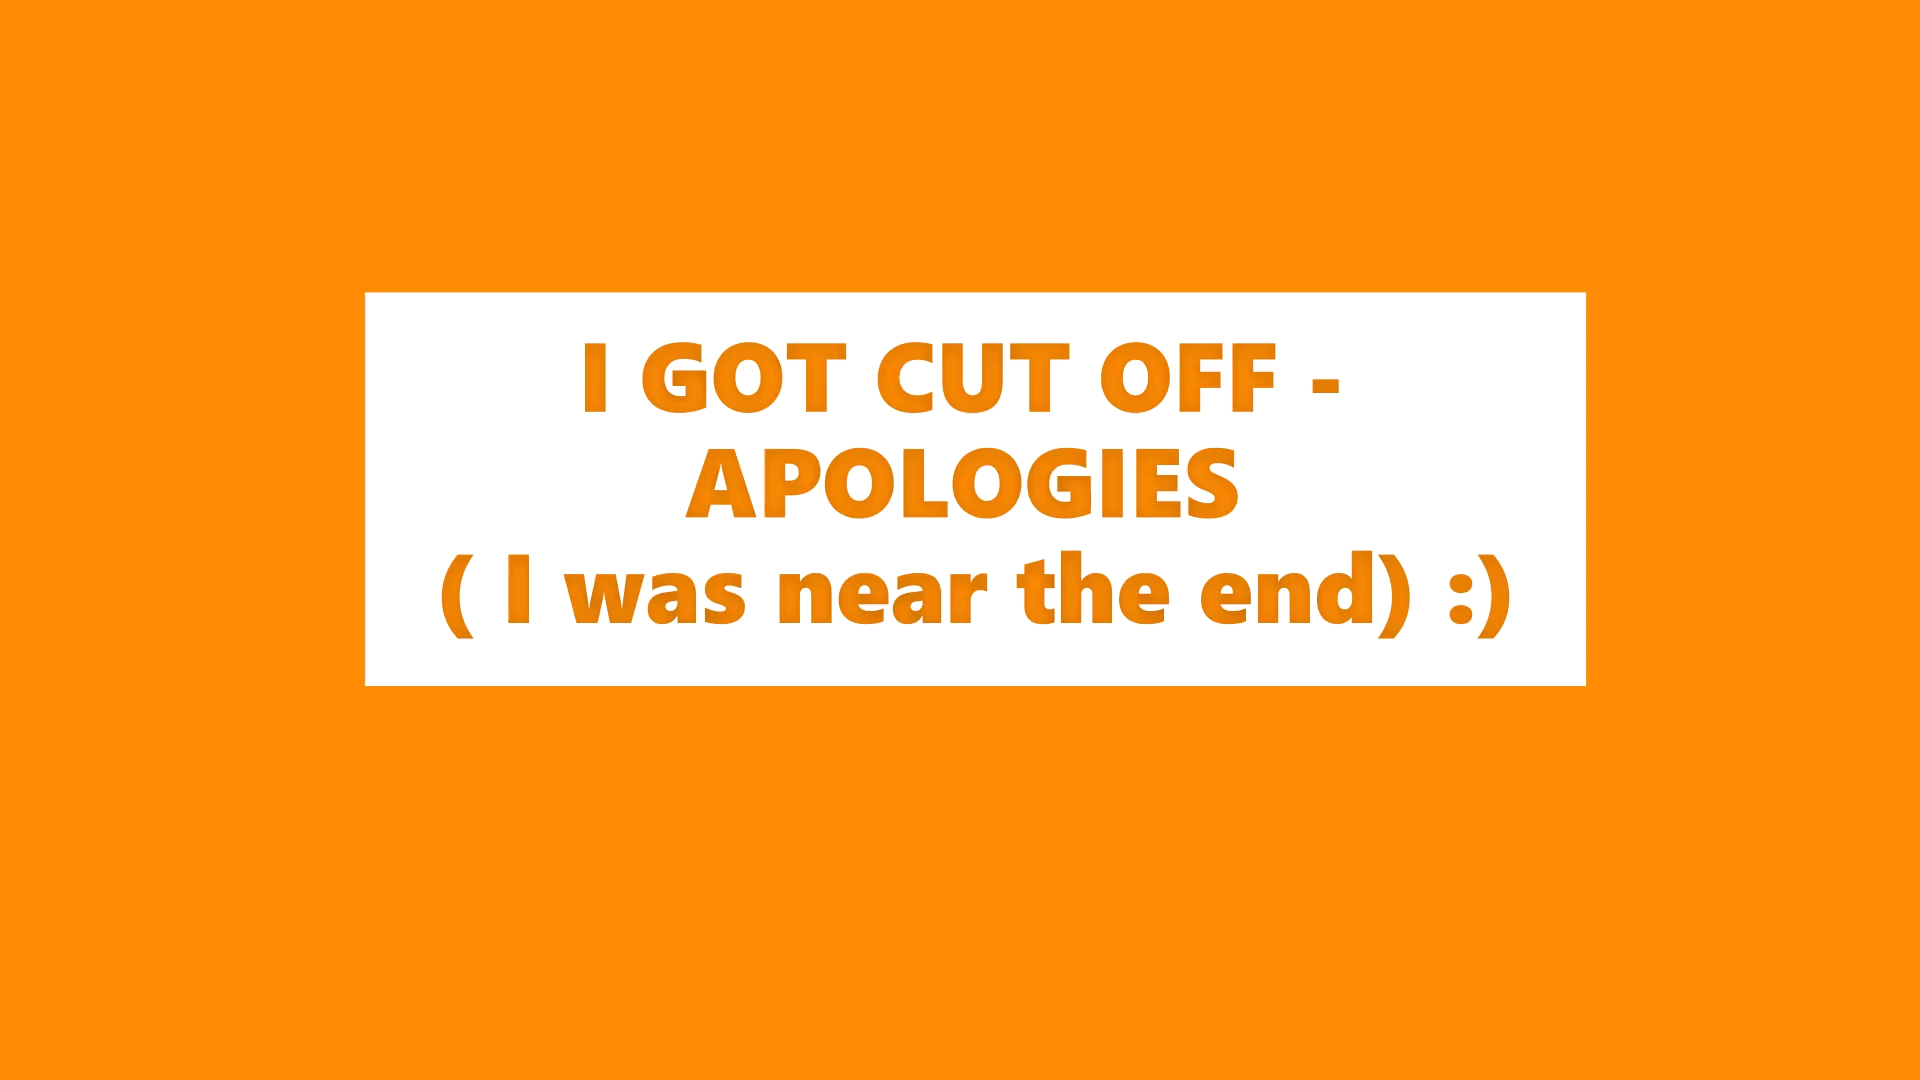 I GOT CUT OFF -
APOLOGIES
( I was near the end) :)